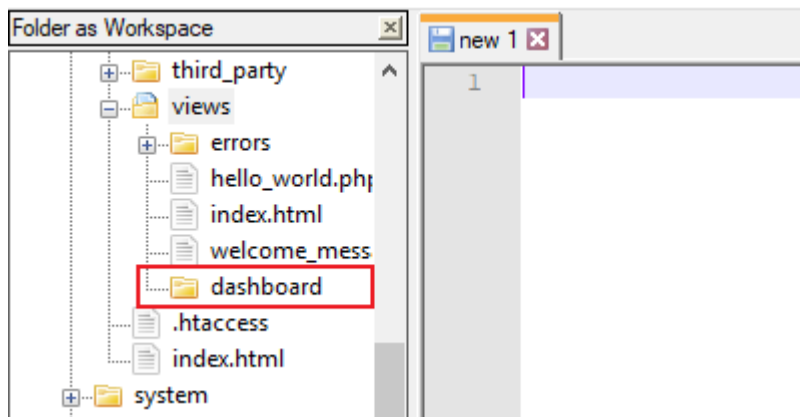 Folder as Workspace
third_party
views
errors
hello_world.php
index.html
welcome_mess
dashboard
.htaccess
index.html
system
new 1
1